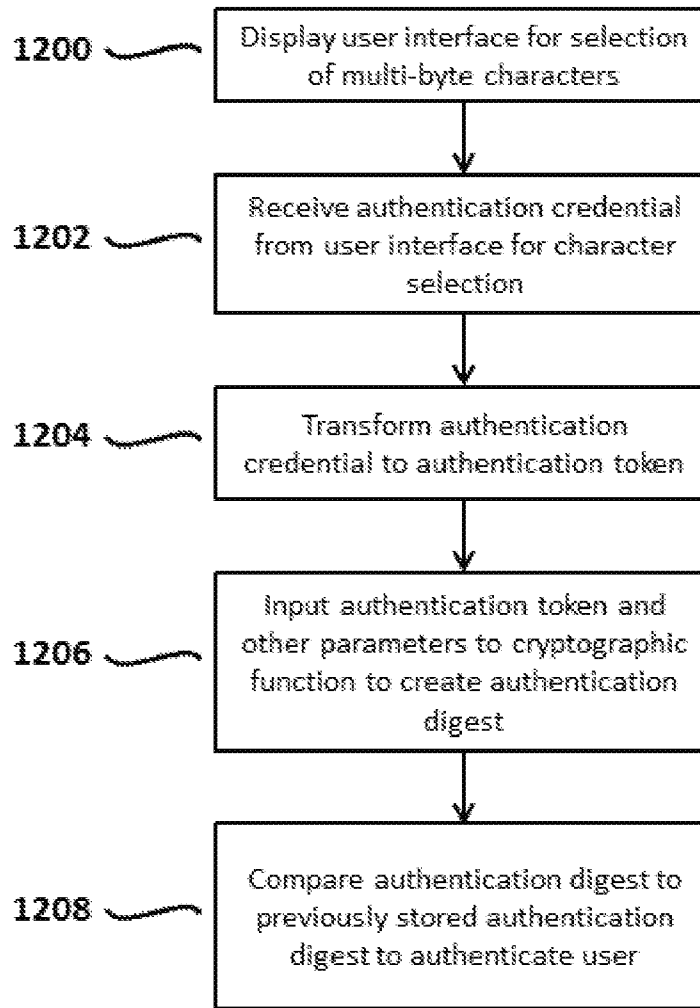 1200
Display user interface for selection
of multi-byte characters
1202
Receive authentication credential
from user interface for character
selection
1204
Transform authentication
credential to authentication token
1206
Input authentication token and
other parameters to cryptographic
function to create authentication
digest
1208
Compare authentication digest to
previously stored authentication
digest to authenticate user